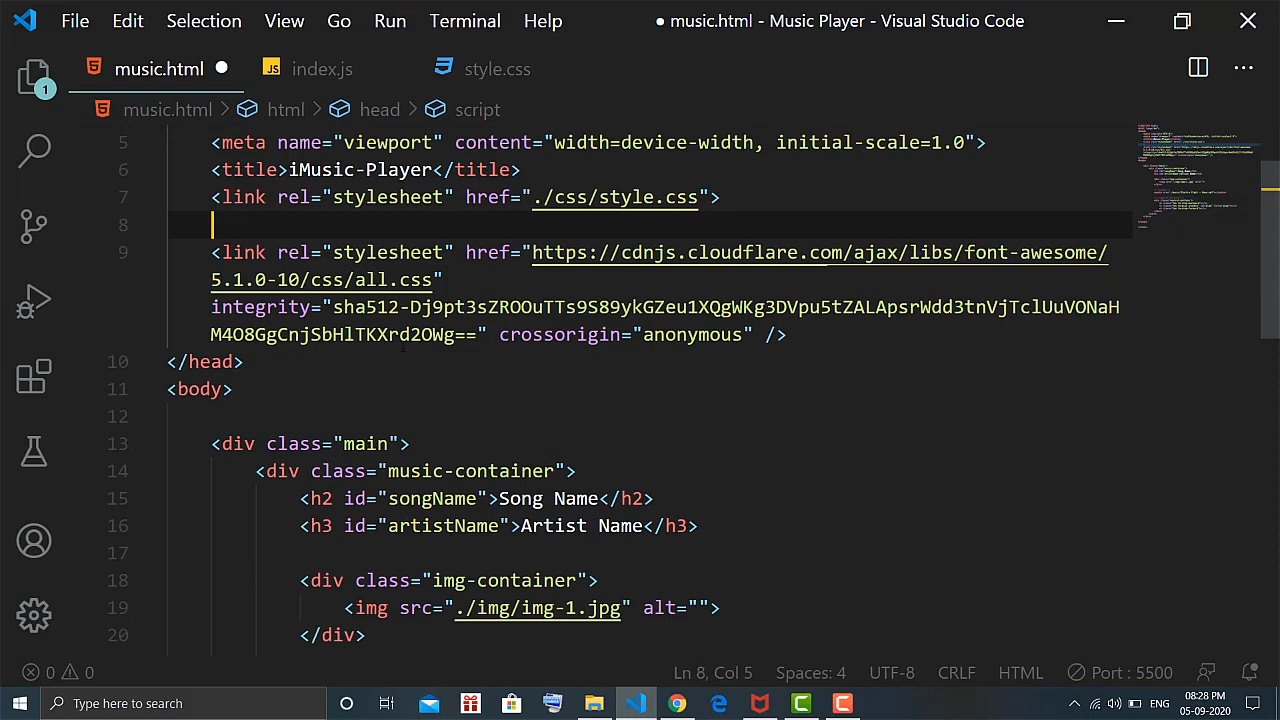 File Edit Selection View Go Run Terminal Help ● music.html - Music Player - Visual Studio Code
music.html ● JS index.js style.css
music.html > html > head > script
1
5 <meta name="viewport" content="width=device-width, initial-scale=1.0">
6 <title>iMusic-Player</title>
7 <link rel="stylesheet" href="./css/style.css">
8
9 <link rel="stylesheet" href="https://cdnjs.cloudflare.com/ajax/libs/font-awesome/
5.1.0-10/css/all.css"
integrity="sha512-Dj9pt3sZROOuTTs9S89ykGZeu1XQgWKg3DVpu5tZALApsrWdd3tnVjTclUuVONaH
M4O8GgCnjSbHlTKXrd2OWg==" crossorigin="anonymous" />
10 </head>
11 <body>
12
13 <div class="main">
14 <div class="music-container">
15 <h2 id="songName">Song Name</h2>
16 <h3 id="artistName">Artist Name</h3>
17
18 <div class="img-container">
19 <img src="./img/img-1.jpg" alt="">
20 </div>
0 0 Ln 8, Col 5 Spaces: 4 UTF-8 CRLF HTML Port : 5500
Type here to search ENG 08:28 PM
05-09-2020